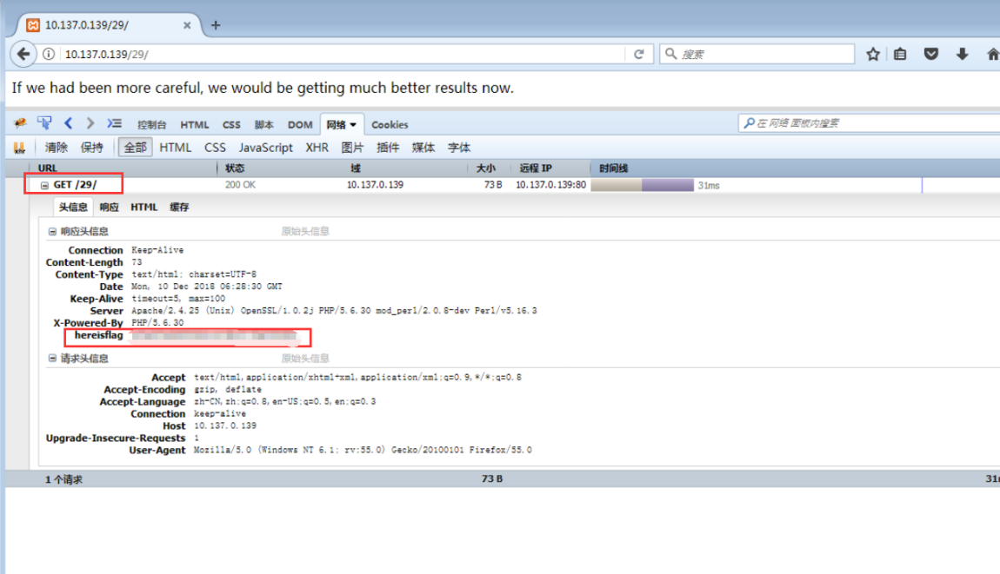 10.137.0.139/29/
10.137.0.139/29/
搜索
If we had been more careful, we would be getting much better results now.
控制台 HTML CSS 脚本 DOM 网络 Cookies
在 网络 面板内搜索
清除 保持 全部 HTML CSS JavaScript XHR 图片 插件 媒体 字体
URL 状态 域 大小 远程 IP 时间线
GET /29/ 200 OK 10.137.0.139 73 B 10.137.0.139:80 31ms
头信息 响应 HTML 缓存
响应头信息 原始头信息
Connection Keep-Alive
Content-Length 73
Content-Type text/html; charset=UTF-8
Date Mon, 10 Dec 2018 06:28:30 GMT
Keep-Alive timeout=5, max=100
Server Apache/2.4.25 (Unix) OpenSSL/1.0.2j PHP/5.6.30 mod_perl/2.0.8-dev Perl/v5.16.3
X-Powered-By PHP/5.6.30
hereisflag
请求头信息 原始头信息
Accept text/html,application/xhtml+xml,application/xml;q=0.9,*/*;q=0.8
Accept-Encoding gzip, deflate
Accept-Language zh-CN,zh;q=0.8,en-US;q=0.5,en;q=0.3
Connection keep-alive
Host 10.137.0.139
Upgrade-Insecure-Requests 1
User-Agent Mozilla/5.0 (Windows NT 6.1; rv:55.0) Gecko/20100101 Firefox/55.0
1 个请求 73 B